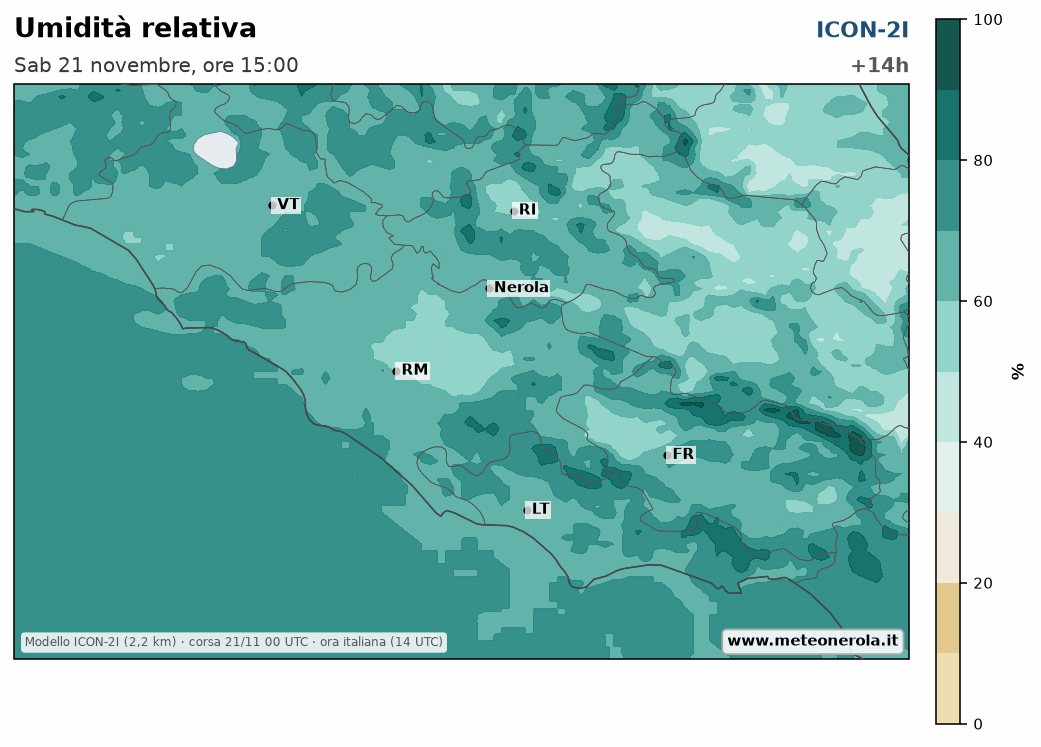 Umidità relativa
ICON-2I
Sab 21 novembre, ore 15:00
+14h
100
80
60
40
20
0
%
VT
RI
Nerola
RM
FR
LT
Modello ICON-2I (2,2 km) · corsa 21/11 00 UTC · ora italiana (14 UTC)
www.meteonerola.it